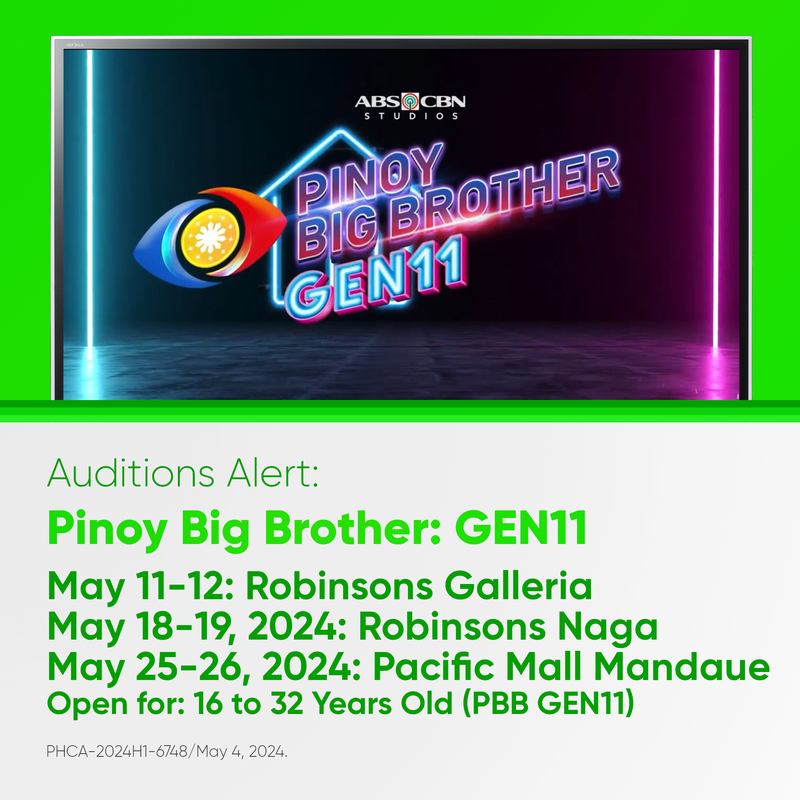 ABS CBN
STUDIOS
PINOY
BIG BROTHER
GEN11
Auditions Alert:
Pinoy Big Brother: GEN11
May 11-12: Robinsons Galleria
May 18-19, 2024: Robinsons Naga
May 25-26, 2024: Pacific Mall Mandaue
Open for: 16 to 32 Years Old (PBB GEN11)
PHCA-2024H1-6748/May 4, 2024.